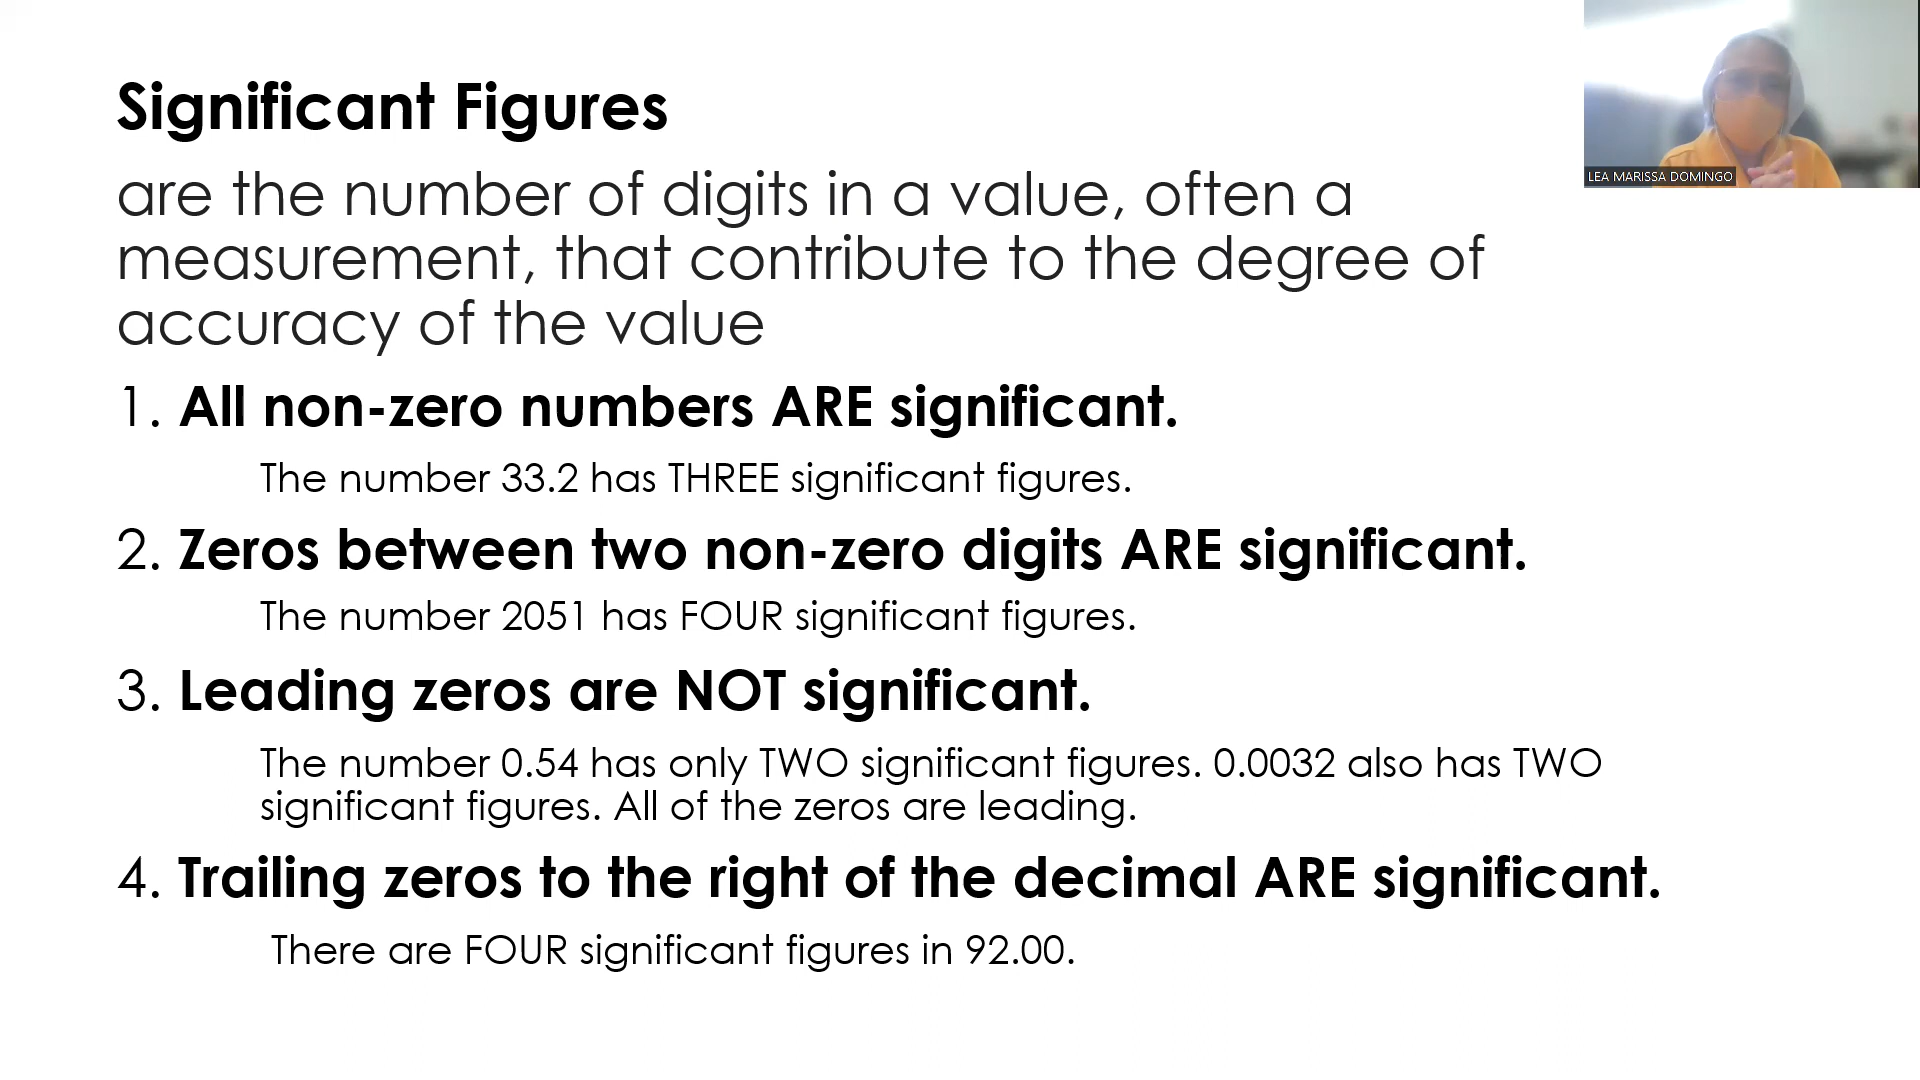 Significant Figures
LEA MARISSA DOMINGO
are the number of digits in a value, often a
measurement, that contribute to the degree of
accuracy of the value
1. All non-zero numbers ARE significant.
The number 33.2 has THREE significant figures.
2. Zeros between two non-zero digits ARE significant.
The number 2051 has FOUR significant figures.
3. Leading zeros are NOT significant.
The number 0.54 has only TWO significant figures. 0.0032 also has TWO
significant figures. All of the zeros are leading.
4. Trailing zeros to the right of the decimal ARE significant.
There are FOUR significant figures in 92.00.